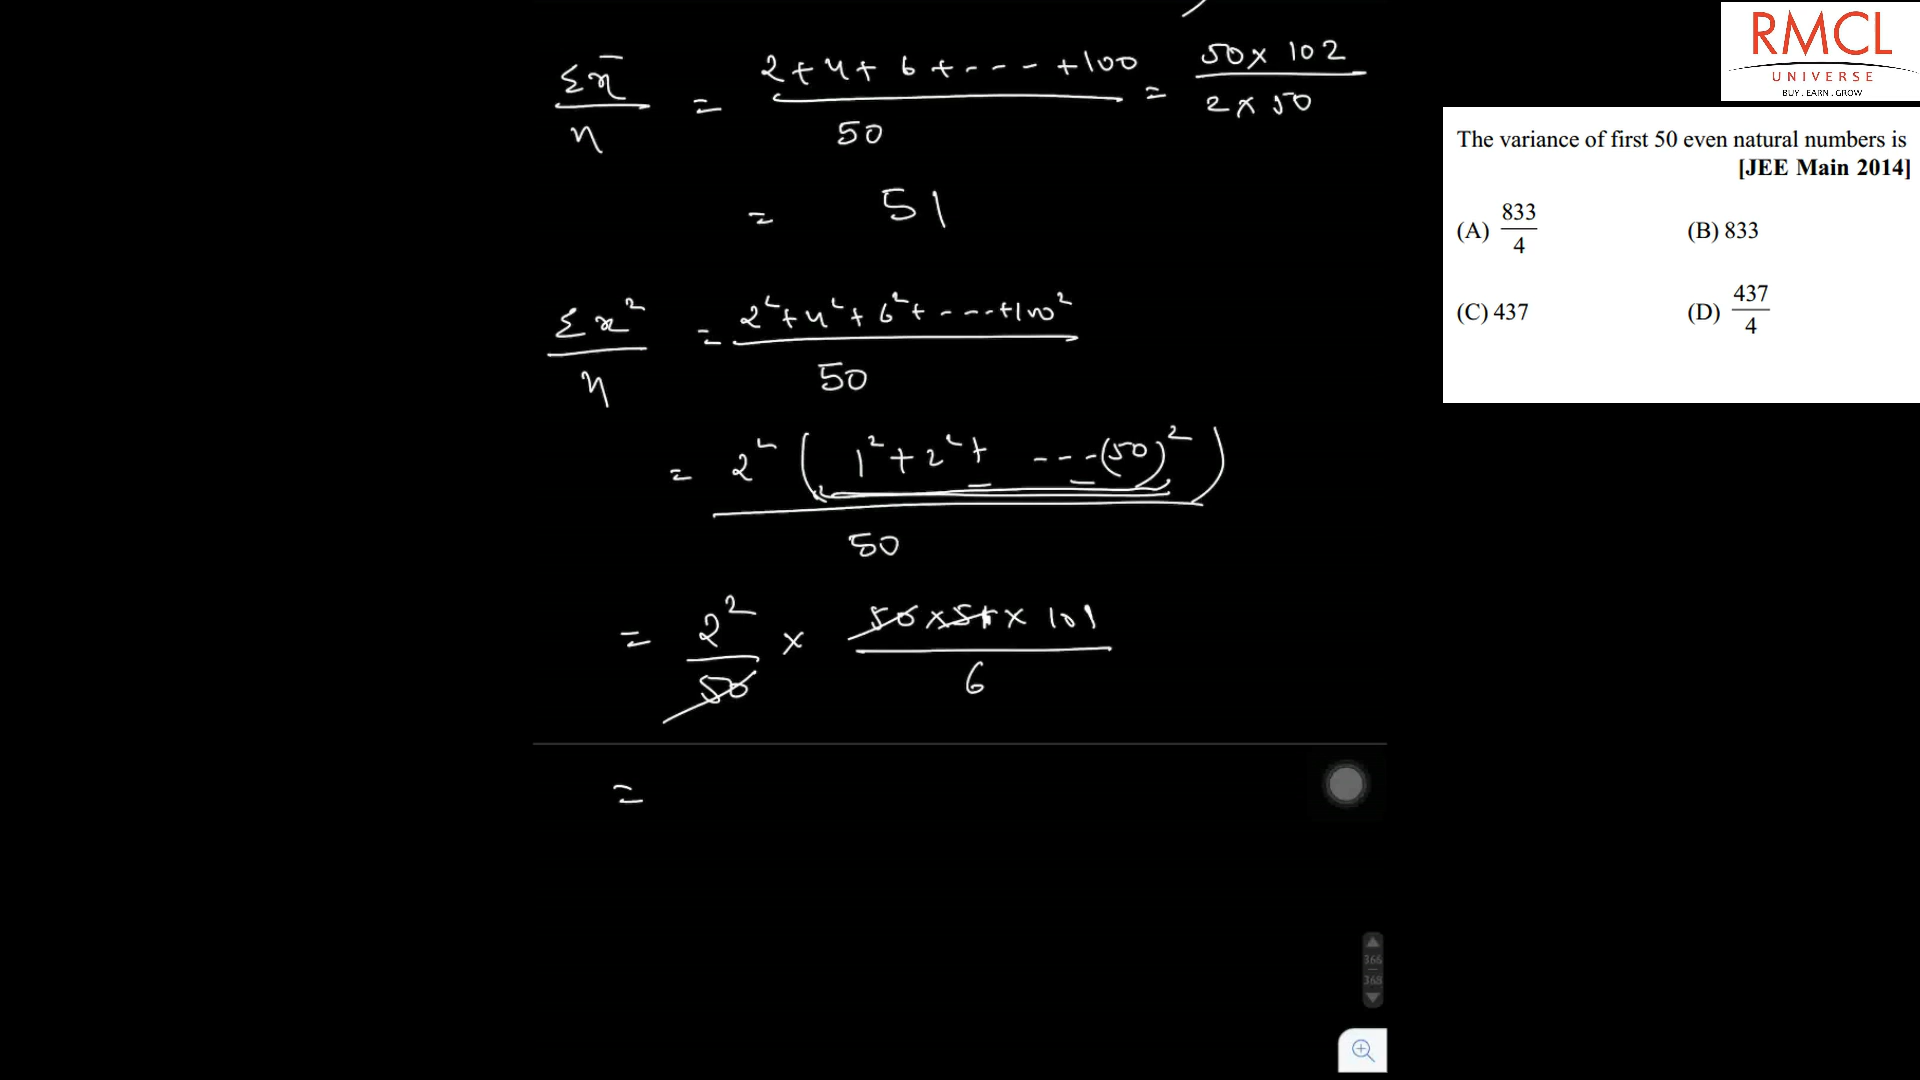 Σx̄/n = (2+4+6+---+100)/50 = (50×102)/(2×50)
= 51
Σx²/n = (2²+4²+6²+---+100²)/50
= 2²(1²+2²+ ---(50)²)/50
= 2²/50 × (50×51×101)/6
=
RMCL
UNIVERSE
BUY . EARN . GROW
The variance of first 50 even natural numbers is
[JEE Main 2014]
(A) 833/4 (B) 833
(C) 437 (D) 437/4
366
368